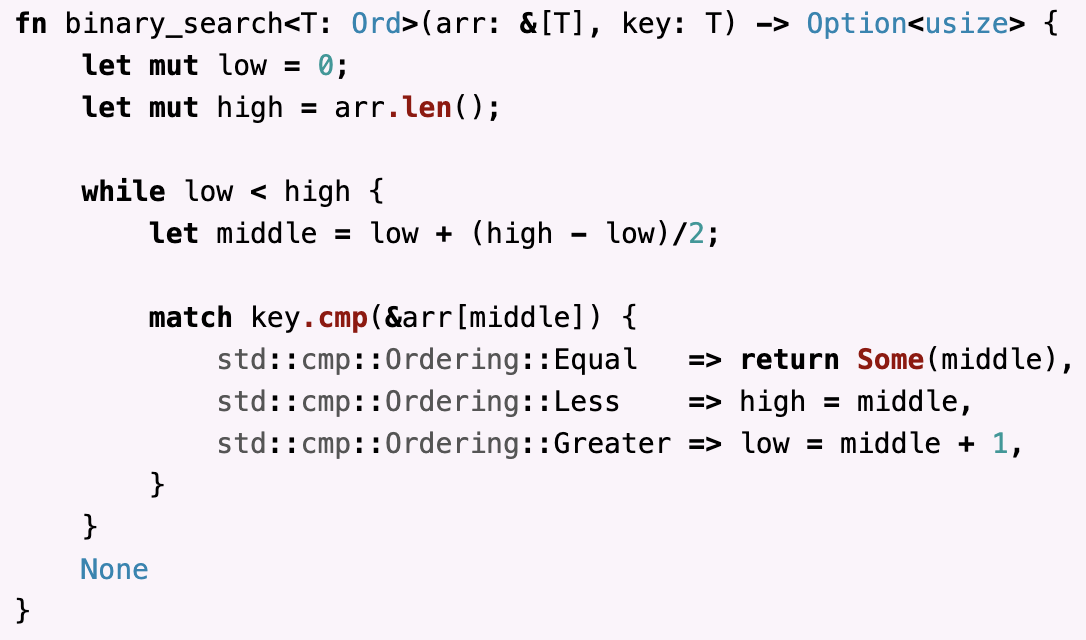 fn binary_search<T: Ord>(arr: &[T], key: T) -> Option<usize> {
    let mut low = 0;
    let mut high = arr.len();

    while low < high {
        let middle = low + (high - low)/2;

        match key.cmp(&arr[middle]) {
            std::cmp::Ordering::Equal   => return Some(middle),
            std::cmp::Ordering::Less    => high = middle,
            std::cmp::Ordering::Greater => low = middle + 1,
        }
    }
    None
}